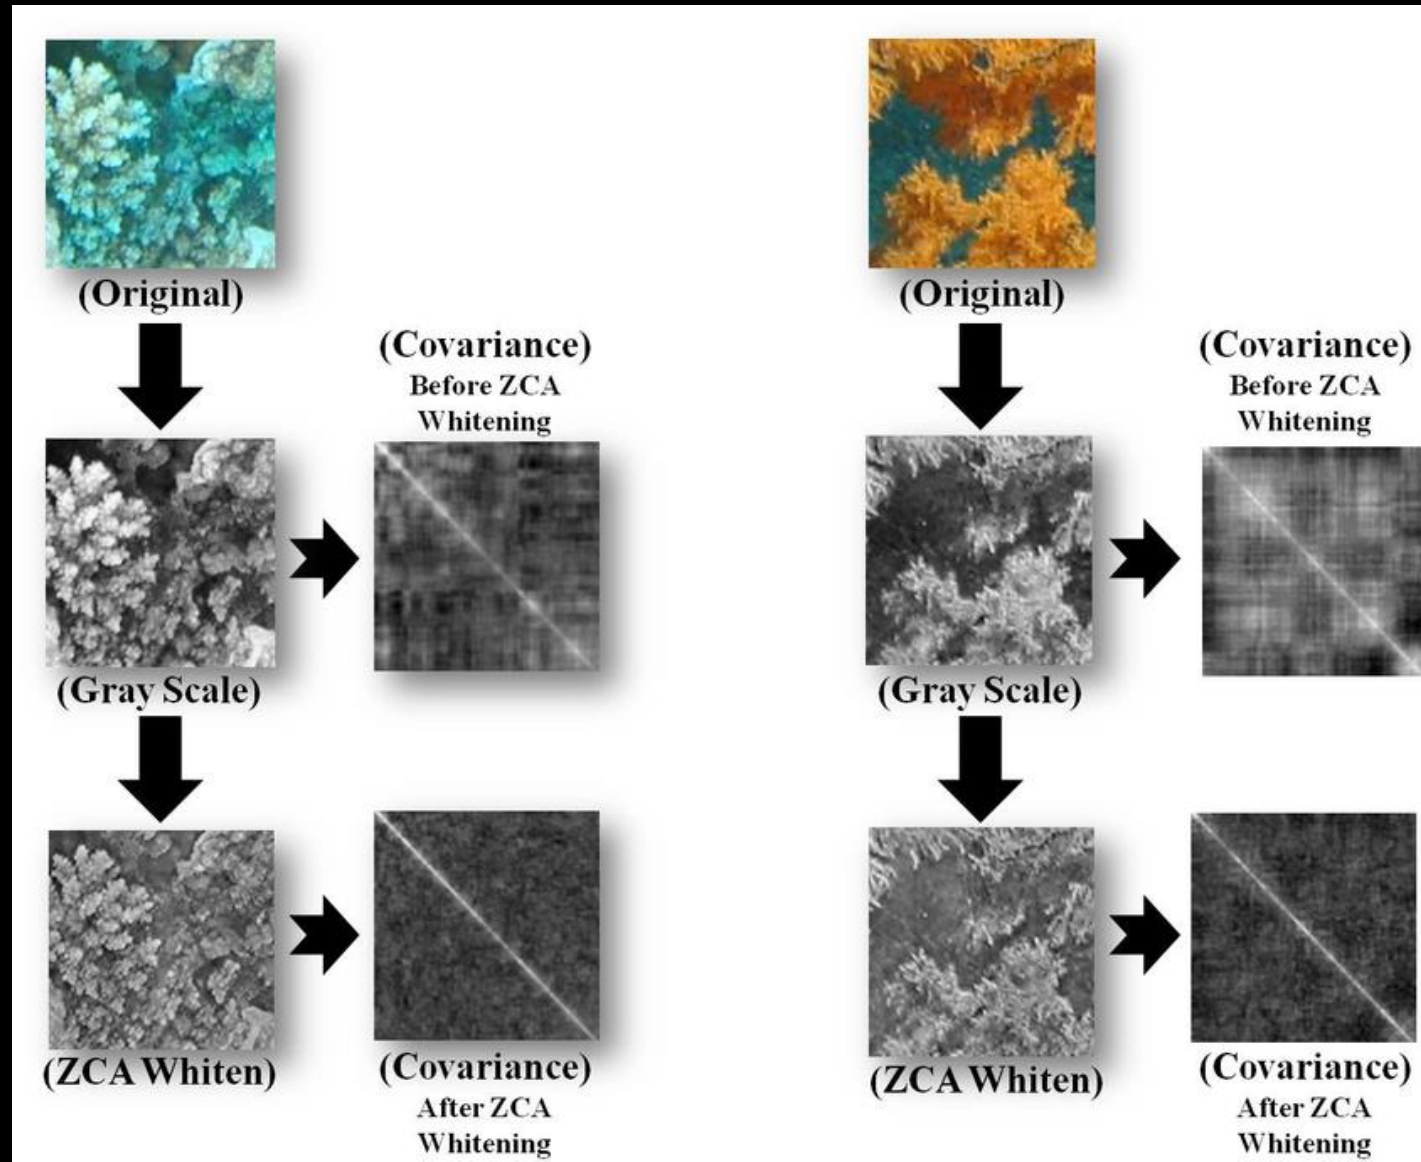 (Original)
(Covariance)
Before ZCA
Whitening
(Gray Scale)
(ZCA Whiten)
(Covariance)
After ZCA
Whitening
(Original)
(Covariance)
Before ZCA
Whitening
(Gray Scale)
(ZCA Whiten)
(Covariance)
After ZCA
Whitening